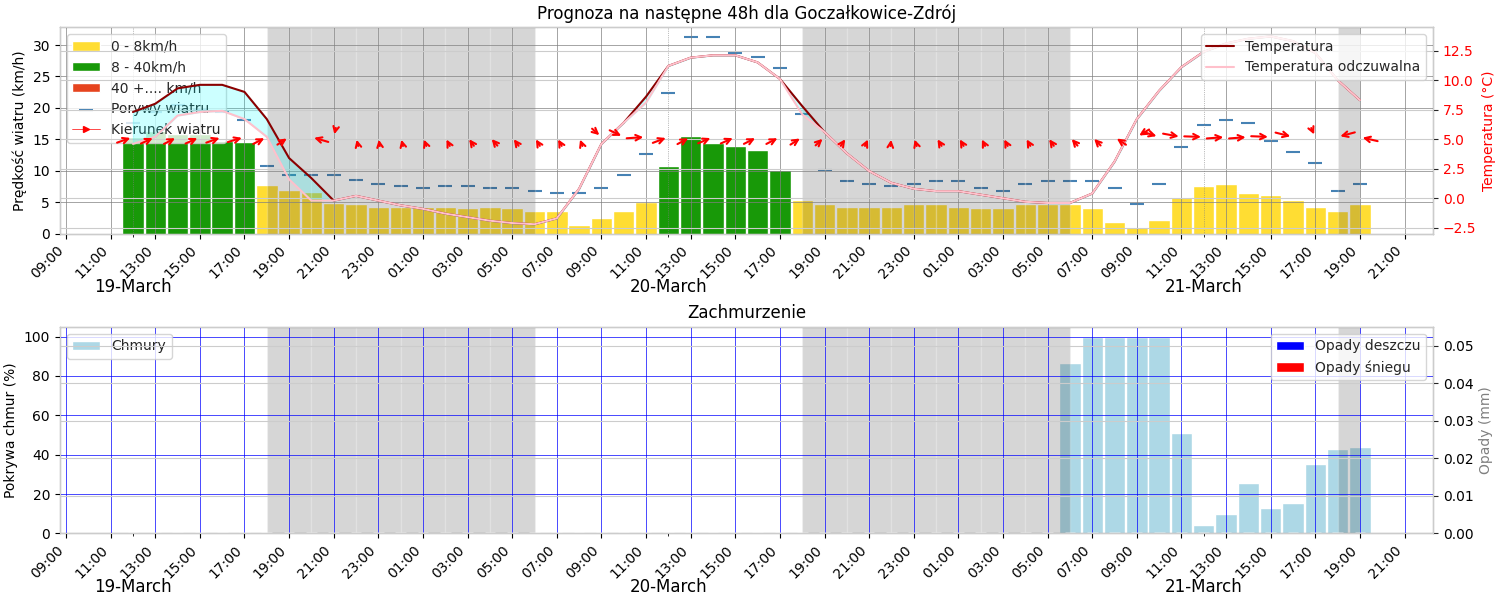 Prognoza na następne 48h dla Goczałkowice-Zdrój
Prędkość wiatru (km/h)
30
25
20
15
10
5
0
0 - 8km/h
8 - 40km/h
40 +.... km/h
Porywy wiatru
Kierunek wiatru
Temperatura
Temperatura odczuwalna
12.5
10.0
7.5
5.0
2.5
0.0
−2.5
Temperatura (°C)
09:00 11:00 13:00 15:00 17:00 19:00 21:00 23:00 01:00 03:00 05:00 07:00 09:00 11:00 13:00 15:00 17:00 19:00 21:00 23:00 01:00 03:00 05:00 07:00 09:00 11:00 13:00 15:00 17:00 19:00 21:00
19-March 20-March 21-March
Zachmurzenie
Pokrywa chmur (%)
100
80
60
40
20
0
Chmury
Opady deszczu
Opady śniegu
0.05
0.04
0.03
0.02
0.01
0.00
Opady (mm)
09:00 11:00 13:00 15:00 17:00 19:00 21:00 23:00 01:00 03:00 05:00 07:00 09:00 11:00 13:00 15:00 17:00 19:00 21:00 23:00 01:00 03:00 05:00 07:00 09:00 11:00 13:00 15:00 17:00 19:00 21:00
19-March 20-March 21-March